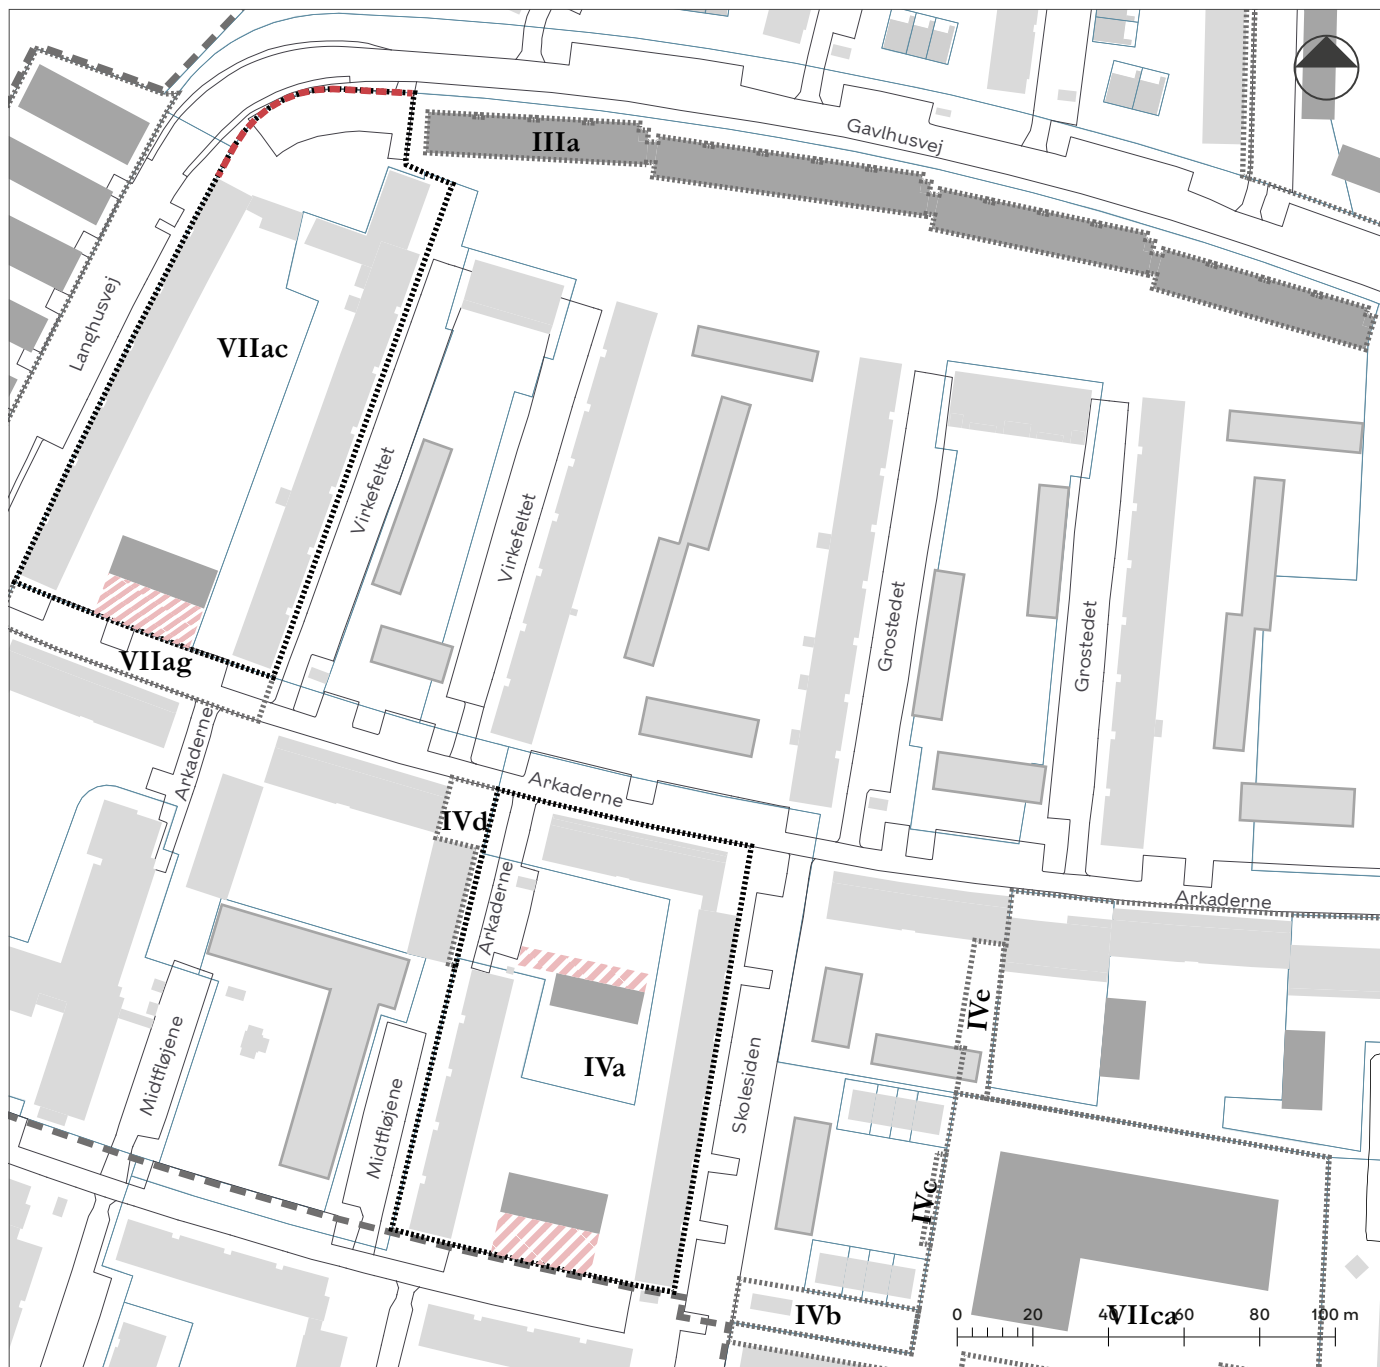 Gavlhusvej
IIIa
Langhusvej
VIIac
Virkefeltet
Virkefeltet
Grostedet
Grostedet
VIIag
Arkaderne
Arkaderne
IVd
Arkaderne
Arkaderne
IVe
Midtfløjene
Midtfløjene
IVa
Skolesiden
IVc
IVb
VIIca
0 20 40 60 80 100 m